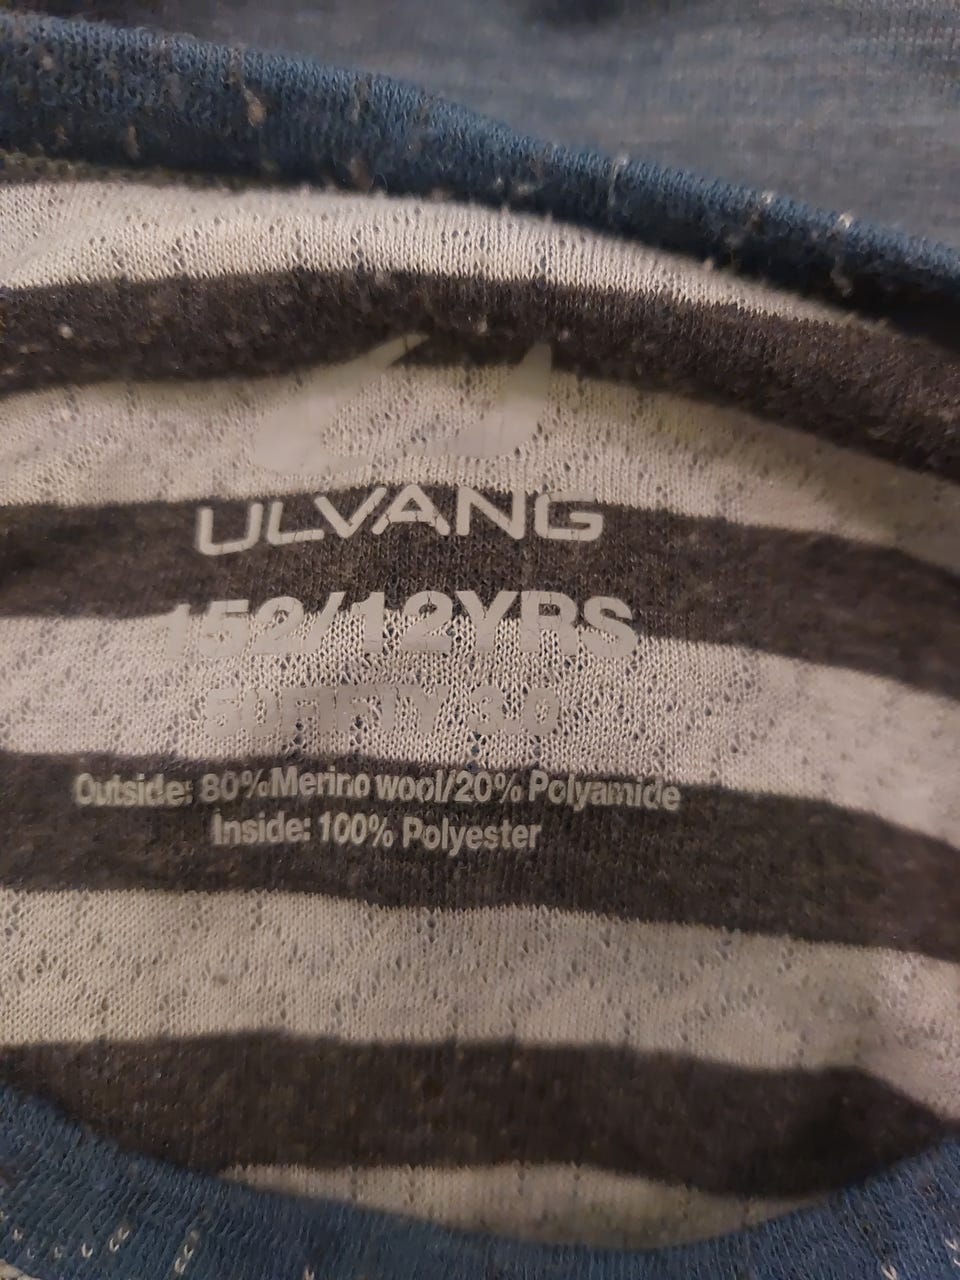 ULVANG
152/12YRS
50FIFTY 3.0
Outside: 80%Merino wool/20% Polyamide
Inside: 100% Polyester